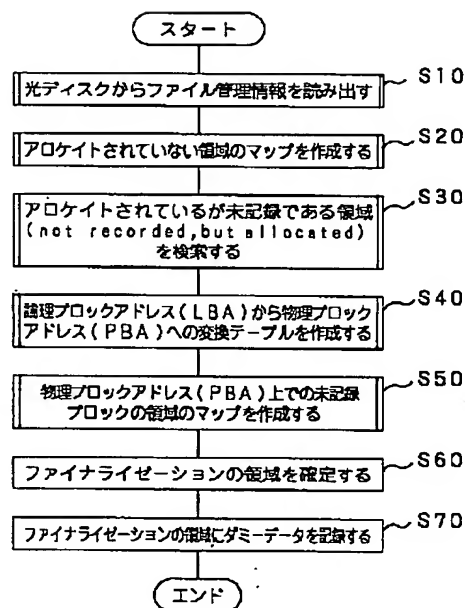 スタート
光ディスクからファイル管理情報を読み出す
S10
アロケイトされていない領域のマップを作成する
S20
アロケイトされているが未記録である領域
(not recorded,but allocated)
を検索する
S30
論理ブロックアドレス(LBA)から物理ブロック
アドレス(PBA)への変換テーブルを作成する
S40
物理ブロックアドレス(PBA)上での未記録
ブロックの領域のマップを作成する
S50
ファイナライゼーションの領域を確定する
S60
ファイナライゼーションの領域にダミーデータを記録する
S70
エンド